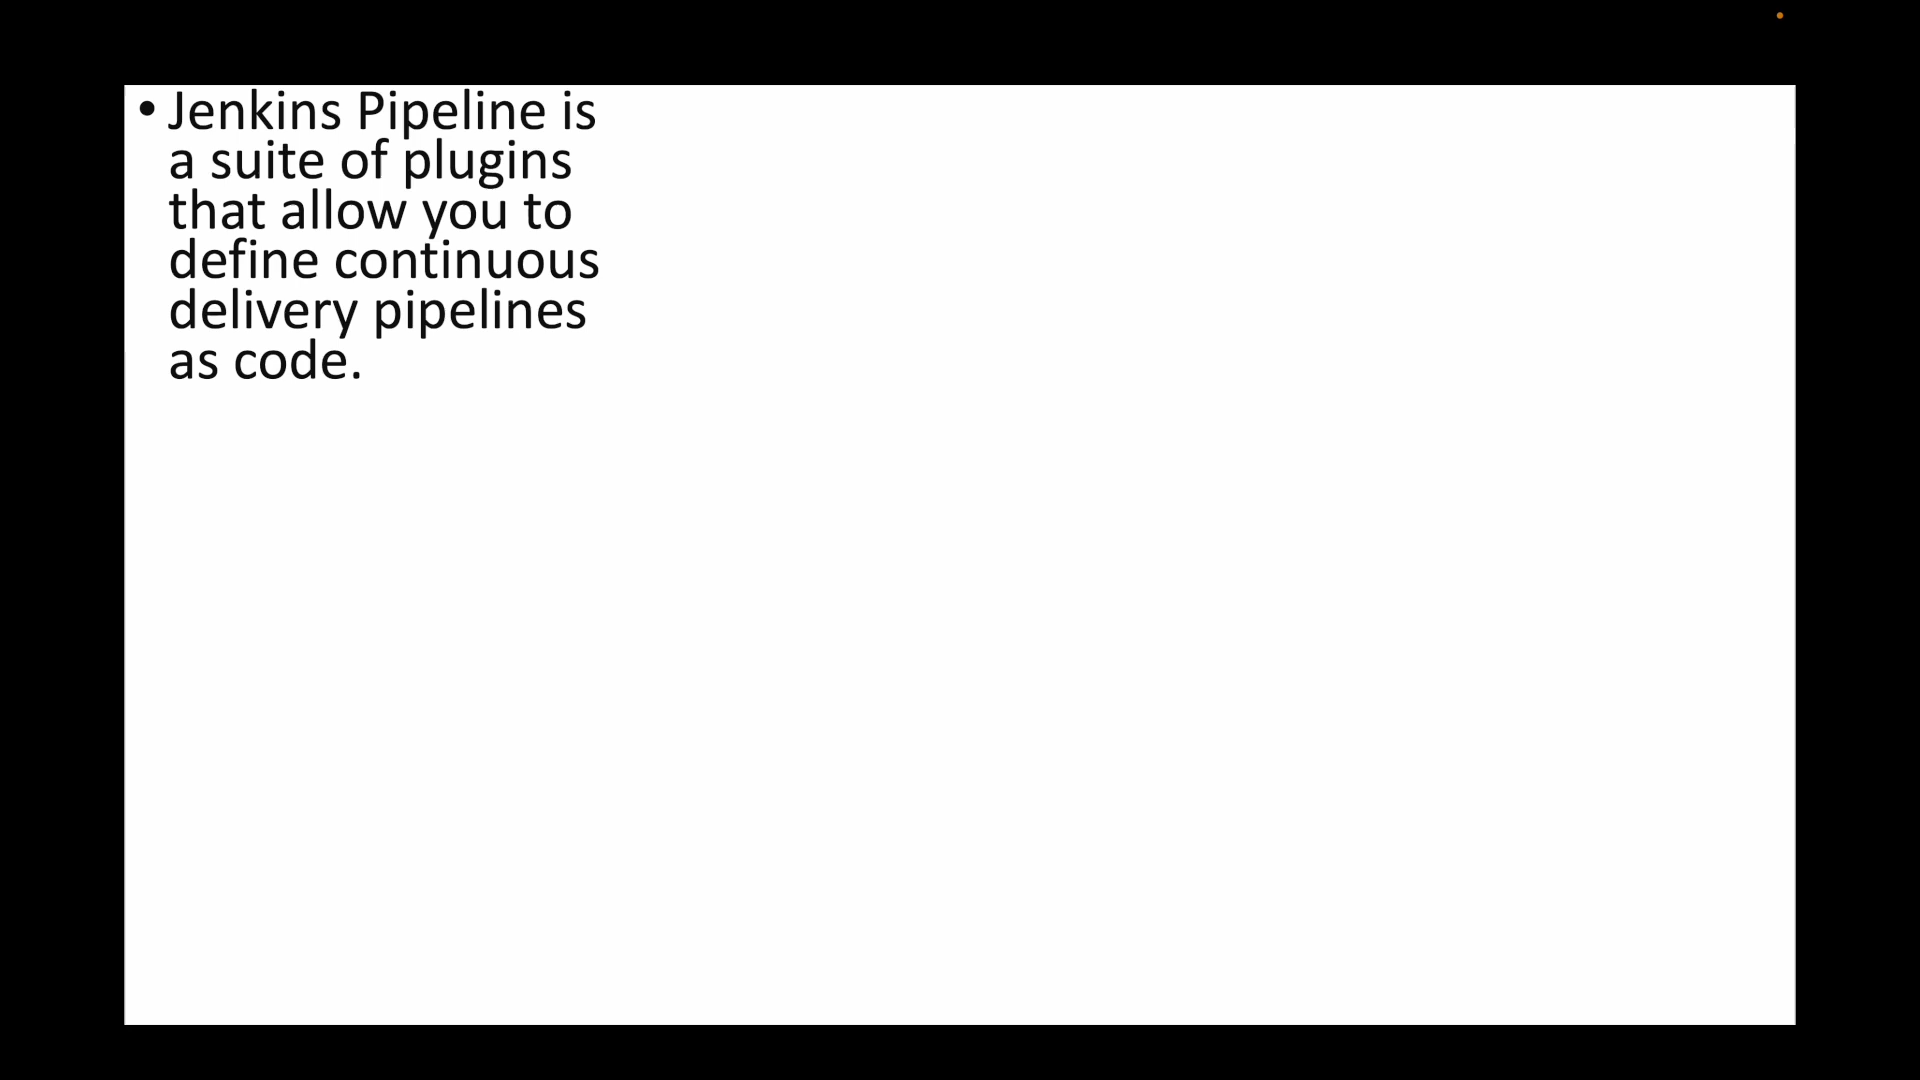 • Jenkins Pipeline is
a suite of plugins
that allow you to
define continuous
delivery pipelines
as code.